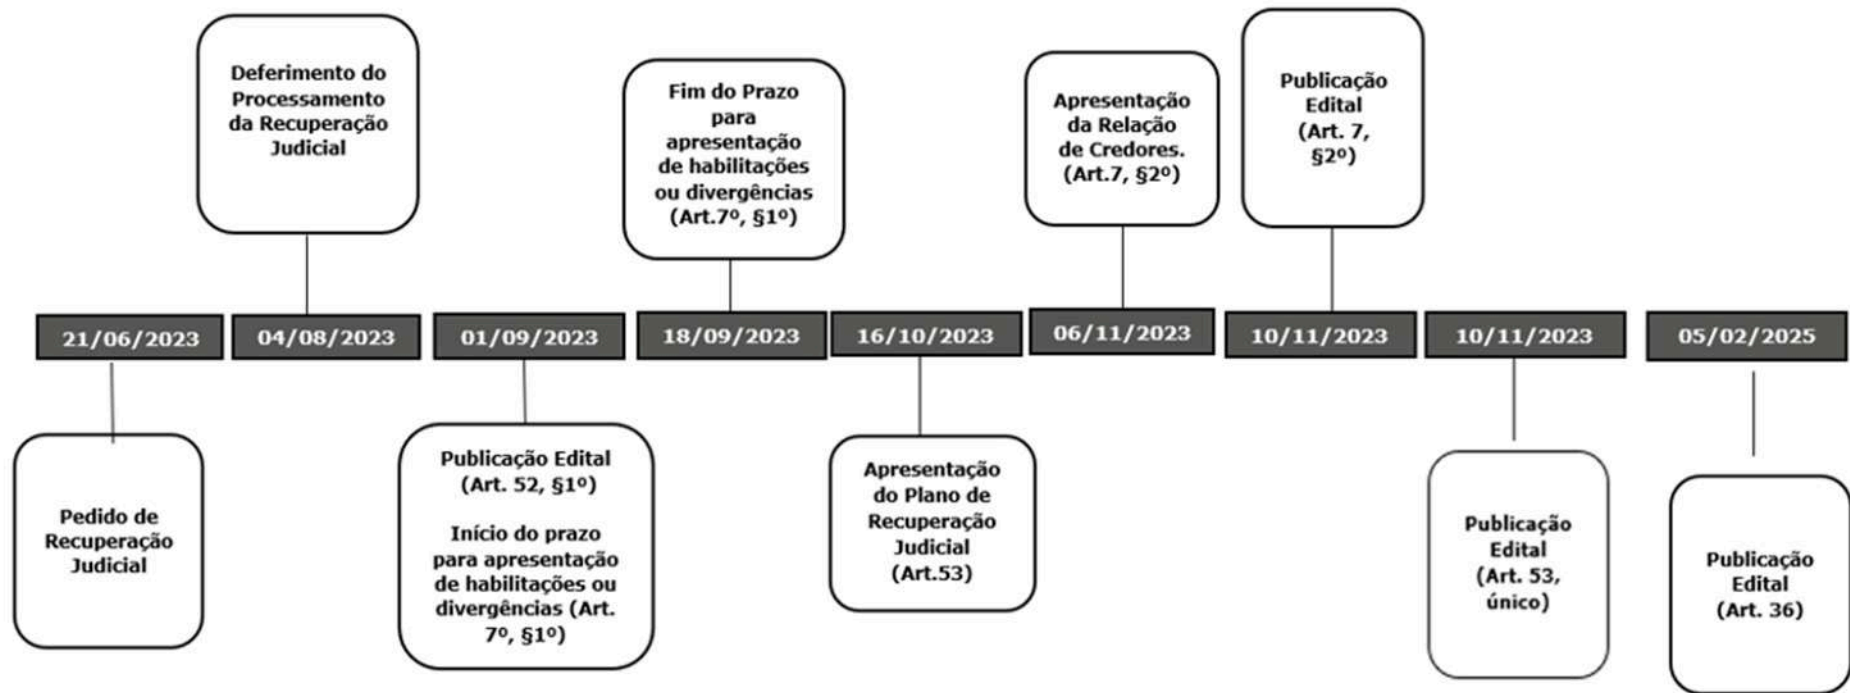 Deferimento do
Processamento
da Recuperação
Judicial
Fim do Prazo
para
apresentação
de habilitações
ou divergências
(Art.7º, §1º)
Apresentação
da Relação
de Credores.
(Art.7, §2º)
Publicação
Edital
(Art. 7,
§2º)
21/06/2023
04/08/2023
01/09/2023
18/09/2023
16/10/2023
06/11/2023
10/11/2023
10/11/2023
05/02/2025
Pedido de
Recuperação
Judicial
Publicação Edital
(Art. 52, §1º)
Início do prazo
para apresentação
de habilitações ou
divergências (Art.
7º, §1º)
Apresentação
do Plano de
Recuperação
Judicial
(Art.53)
Publicação
Edital
(Art. 53,
único)
Publicação
Edital
(Art. 36)